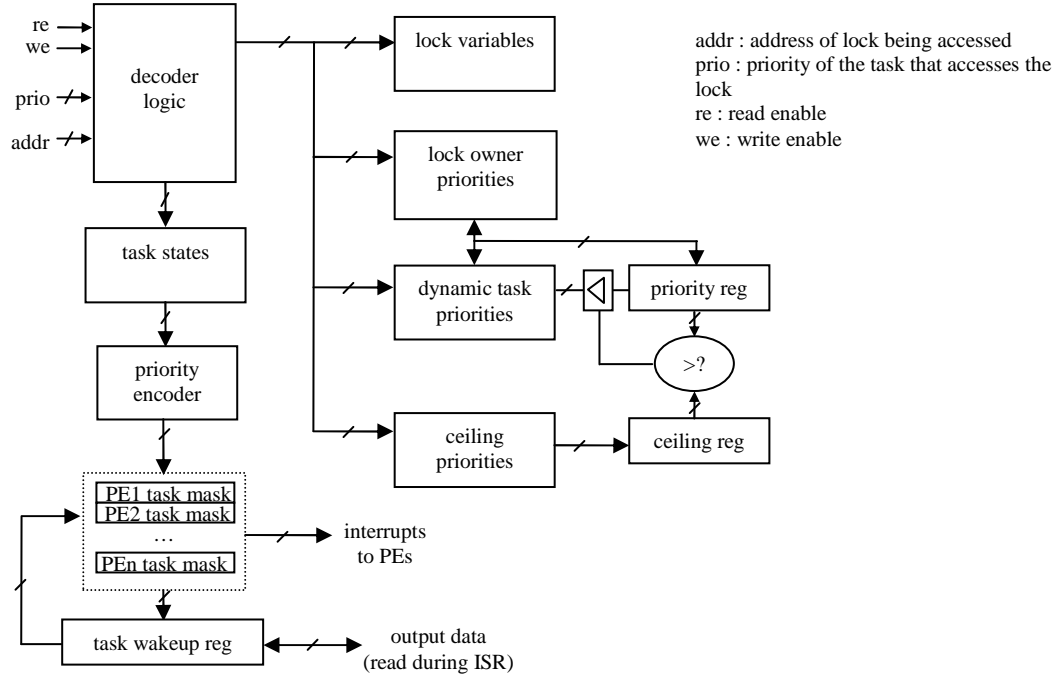 re
we
prio
addr
decoder
logic
lock variables
addr : address of lock being accessed
prio : priority of the task that accesses the
lock
re : read enable
we : write enable
lock owner
priorities
task states
dynamic task
priorities
priority reg
>?
priority
encoder
ceiling
priorities
ceiling reg
PE1 task mask
PE2 task mask
…
PEn task mask
interrupts
to PEs
task wakeup reg
output data
(read during ISR)